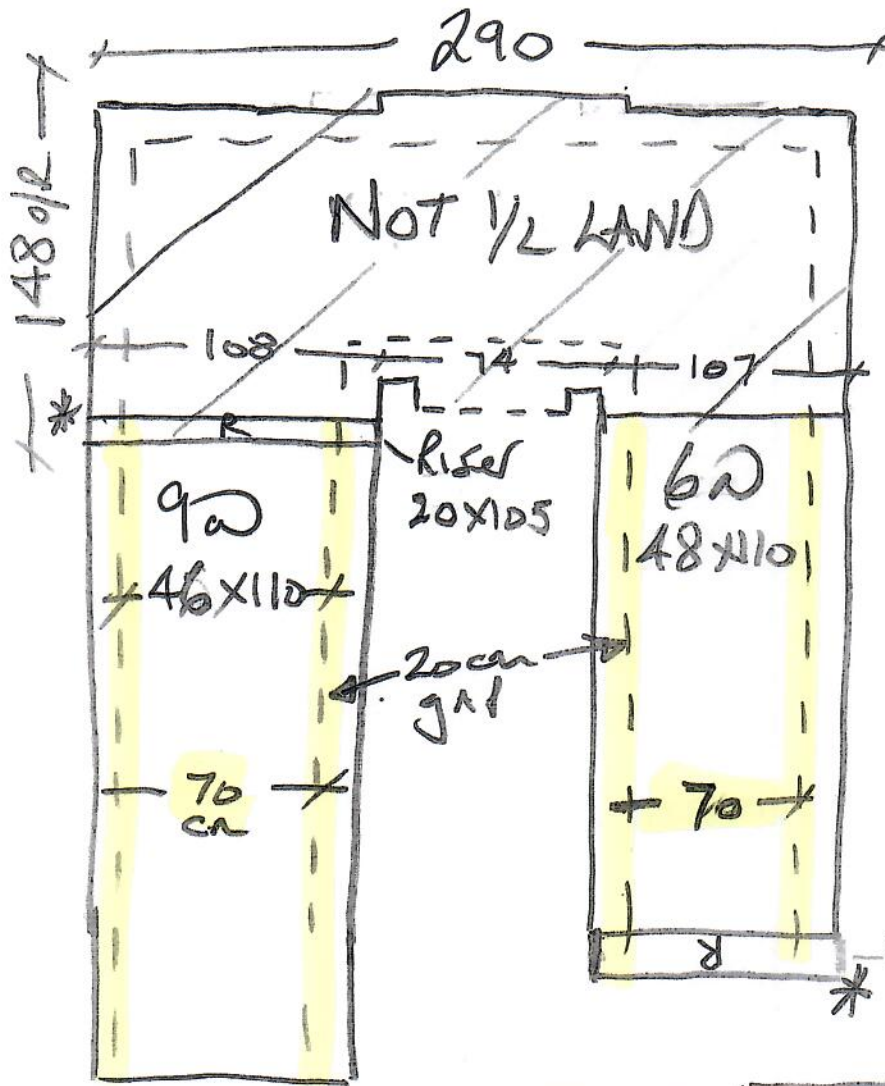 290
148 O/R
NOT 1/2 LAND
108
74
107
*
R
Riser
20X105
9@
46X110
6@
48X110
20cm
70
cm
70
R
*